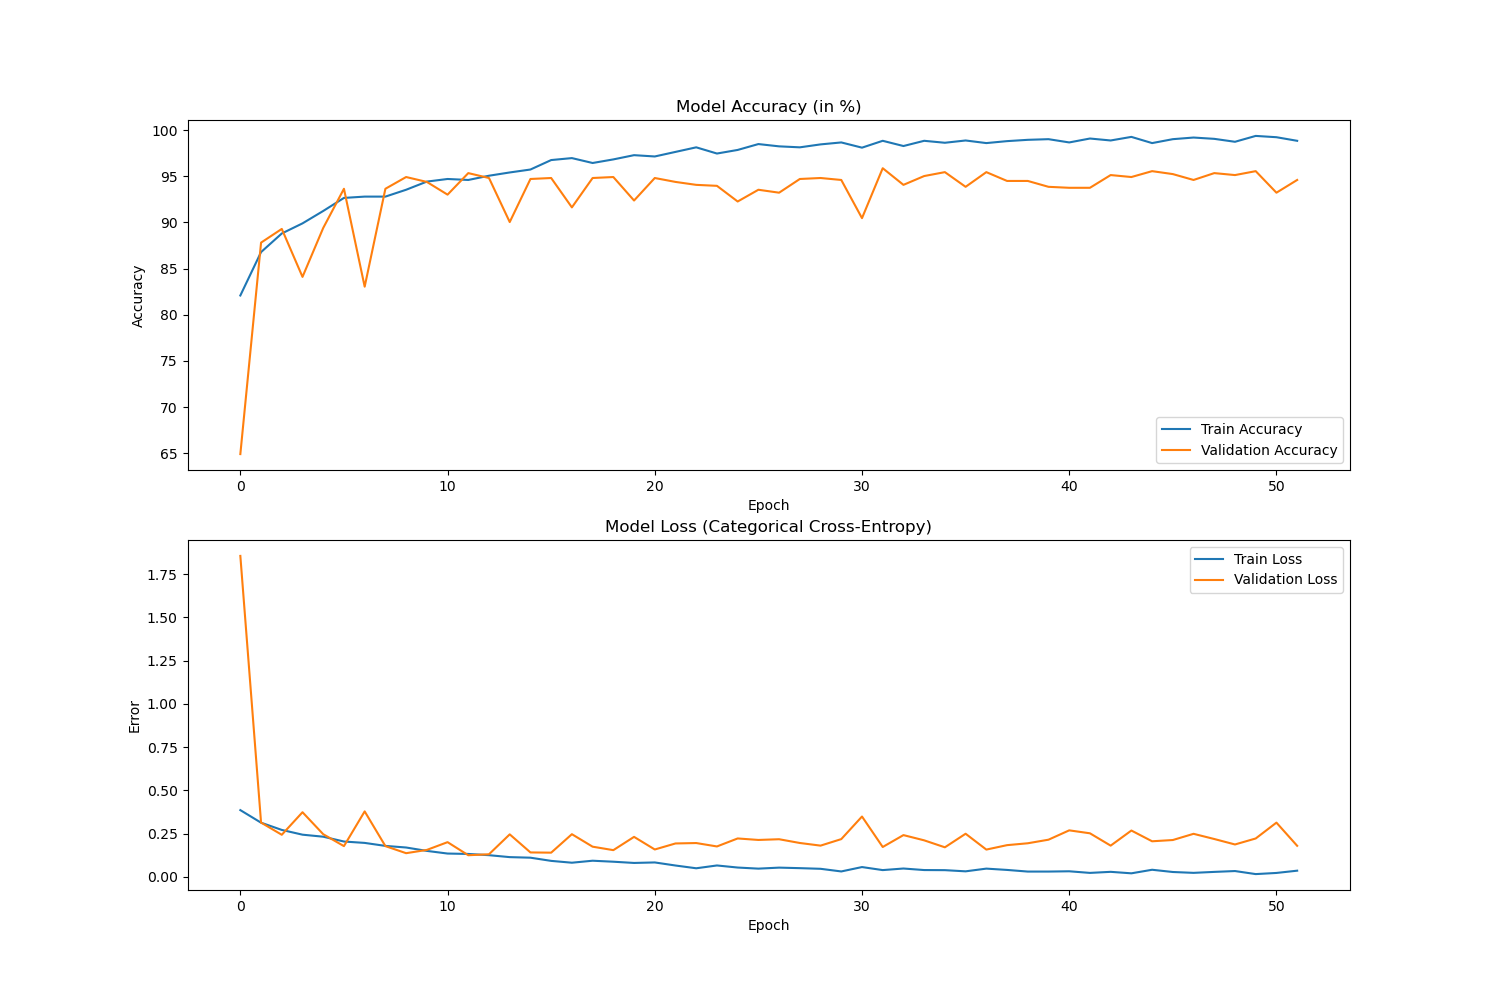 Model Accuracy (in %)
100
95
90
85
80
75
70
65
Accuracy
Train Accuracy
Validation Accuracy
0 10 20 30 40 50
Epoch
Model Loss (Categorical Cross-Entropy)
Train Loss
Validation Loss
1.75
1.50
1.25
1.00
0.75
0.50
0.25
0.00
Error
0 10 20 30 40 50
Epoch